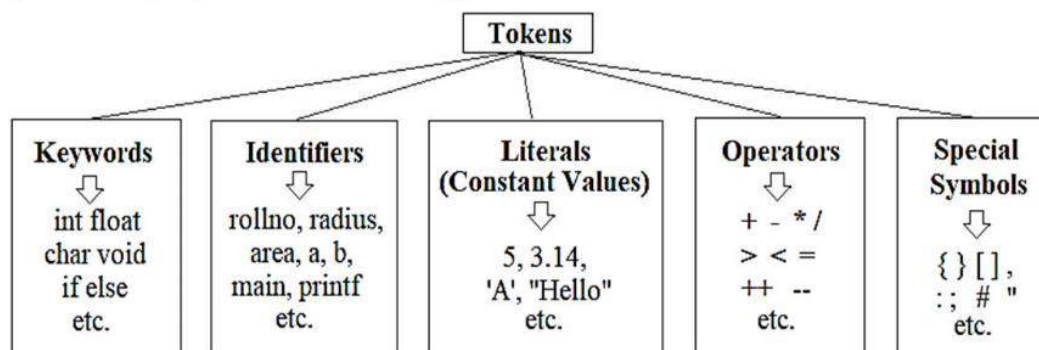 Tokens
Keywords
int float
char void
if else
etc.
Identifiers
rollno, radius,
area, a, b,
main, printf
etc.
Literals
(Constant Values)
5, 3.14,
'A', "Hello"
etc.
Operators
+ - * /
> < =
++ --
etc.
Special
Symbols
{ } [ ] ,
: ; # "
etc.